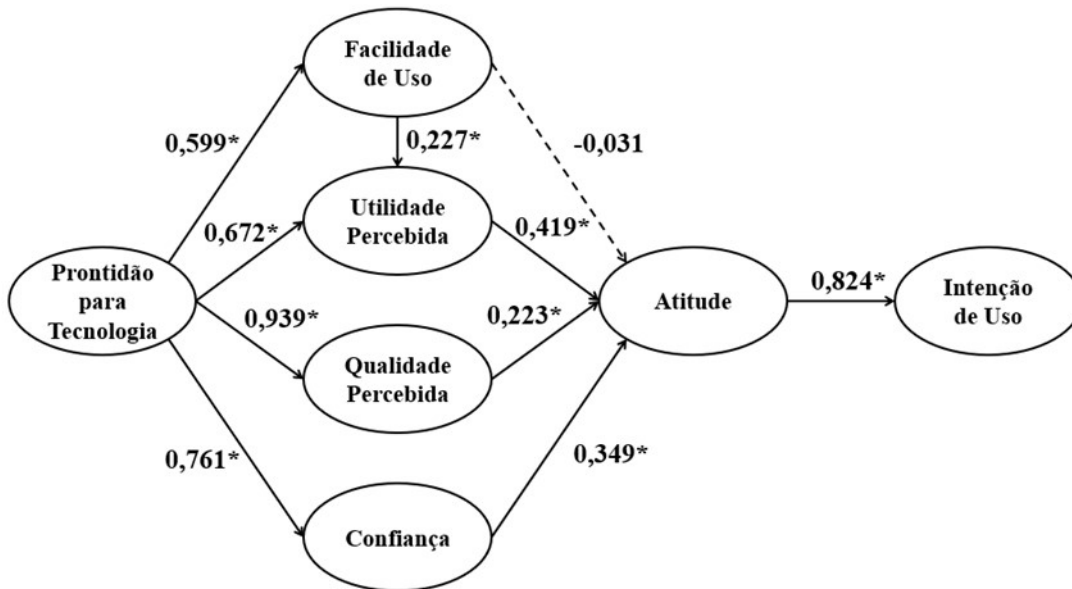 Facilidade
de Uso
0,599*
0,227*
-0,031
Utilidade
Percebida
0,672*
0,419*
Prontidão
para
Tecnologia
Atitude
0,824*
Intenção
de Uso
0,939*
0,223*
Qualidade
Percebida
0,761*
0,349*
Confiança